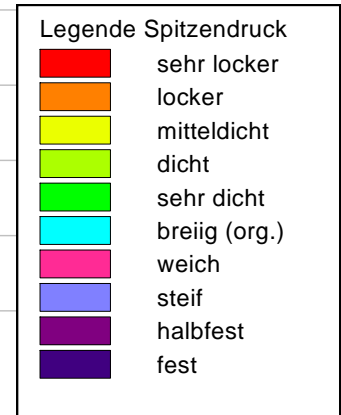 Legende Spitzendruck
sehr locker
locker
mitteldicht
dicht
sehr dicht
breiig (org.)
weich
steif
halbfest
fest